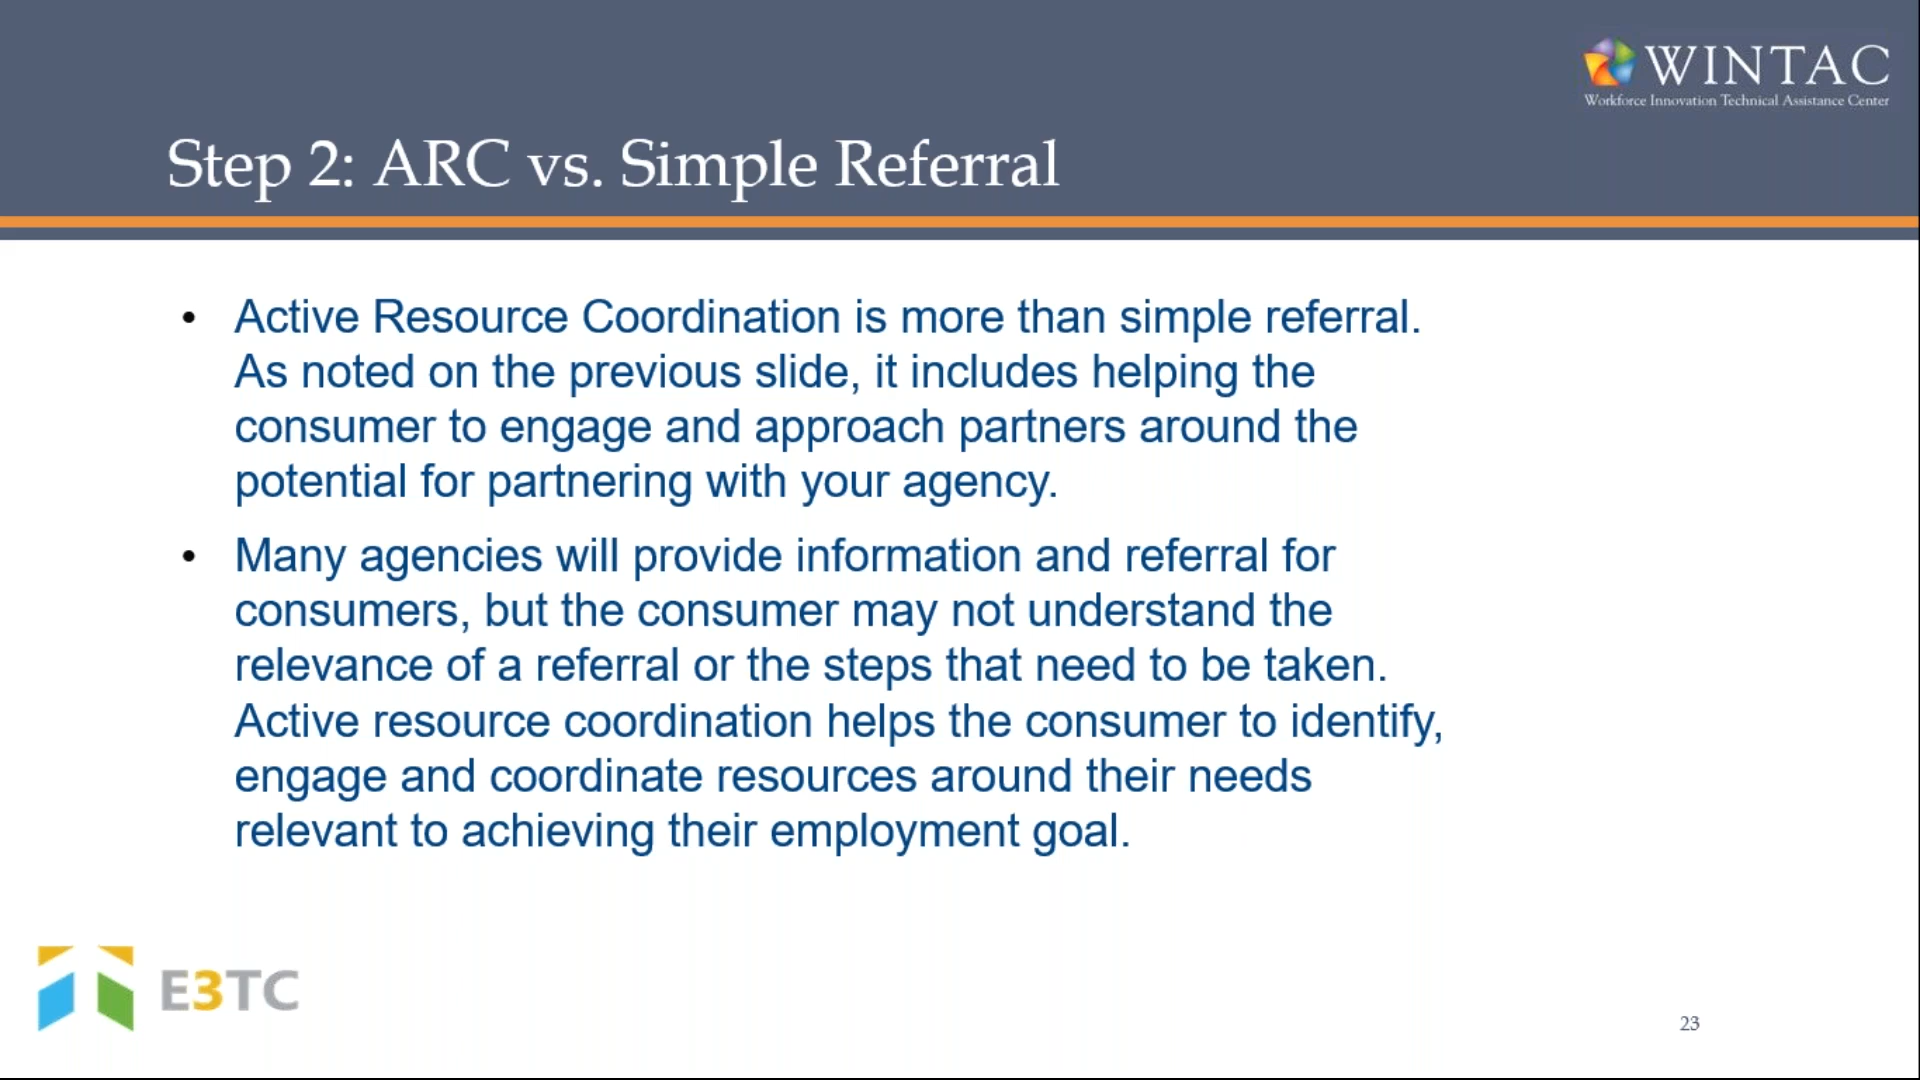 WINTAC
Workforce Innovation Technical Assistance Center
Step 2: ARC vs. Simple Referral
• Active Resource Coordination is more than simple referral.
As noted on the previous slide, it includes helping the
consumer to engage and approach partners around the
potential for partnering with your agency.
• Many agencies will provide information and referral for
consumers, but the consumer may not understand the
relevance of a referral or the steps that need to be taken.
Active resource coordination helps the consumer to identify,
engage and coordinate resources around their needs
relevant to achieving their employment goal.
E3TC
23